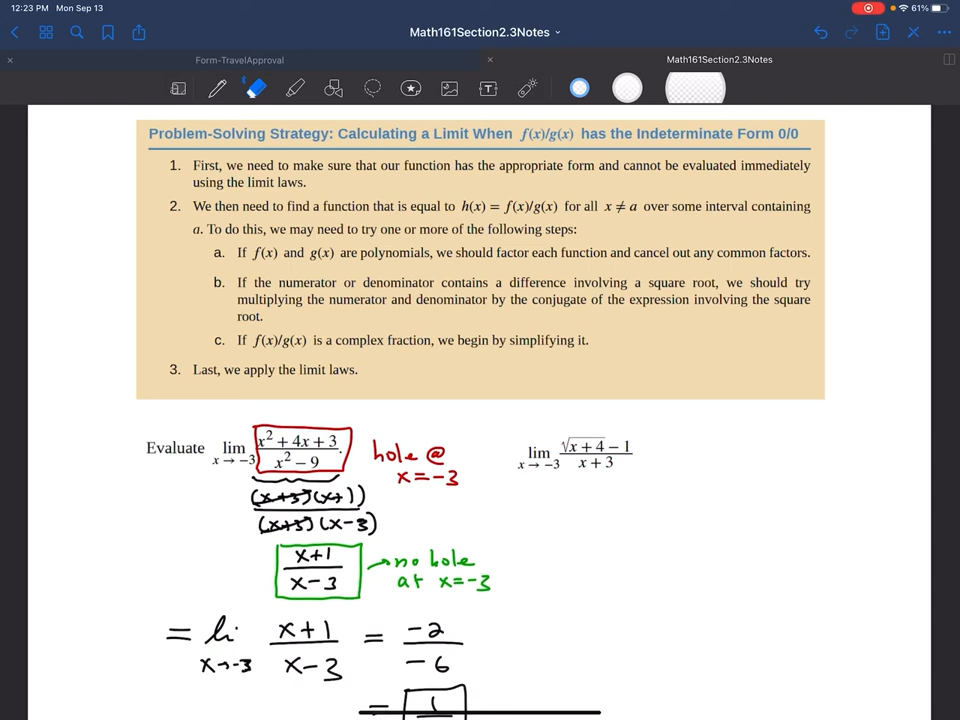 12:23 PM Mon Sep 13
61%
Math161Section2.3Notes
Form-TravelApproval
Math161Section2.3Notes
Problem-Solving Strategy: Calculating a Limit When f(x)/g(x) has the Indeterminate Form 0/0
1. First, we need to make sure that our function has the appropriate form and cannot be evaluated immediately
using the limit laws.
2. We then need to find a function that is equal to h(x) = f(x)/g(x) for all x ≠ a over some interval containing
a. To do this, we may need to try one or more of the following steps:
a. If f(x) and g(x) are polynomials, we should factor each function and cancel out any common factors.
b. If the numerator or denominator contains a difference involving a square root, we should try
multiplying the numerator and denominator by the conjugate of the expression involving the square
root.
c. If f(x)/g(x) is a complex fraction, we begin by simplifying it.
3. Last, we apply the limit laws.
Evaluate lim x → −3 (x² + 4x + 3)/(x² − 9).
hole @
x = −3
lim x → −3 (√(x + 4) − 1)/(x + 3)
(x+3)(x+1)
(x+3)(x−3)
x+1
x−3
→ no hole
at x=−3
= li x→−3 (x+1)/(x−3) = −2/−6
= 1